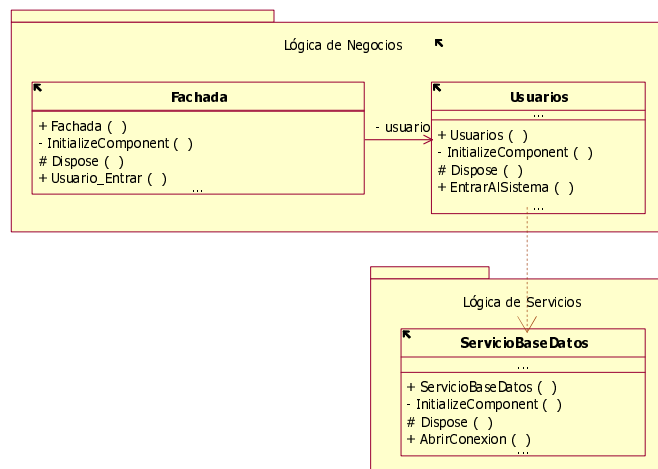 Lógica de Negocios
Fachada
+ Fachada ( )
- InitializeComponent ( )
# Dispose ( )
+ Usuario_Entrar ( )
...
- usuario
Usuarios
...
+ Usuarios ( )
- InitializeComponent ( )
# Dispose ( )
+ EntrarAlSistema ( )
...
Lógica de Servicios
ServicioBaseDatos
...
+ ServicioBaseDatos ( )
- InitializeComponent ( )
# Dispose ( )
+ AbrirConexion ( )
...